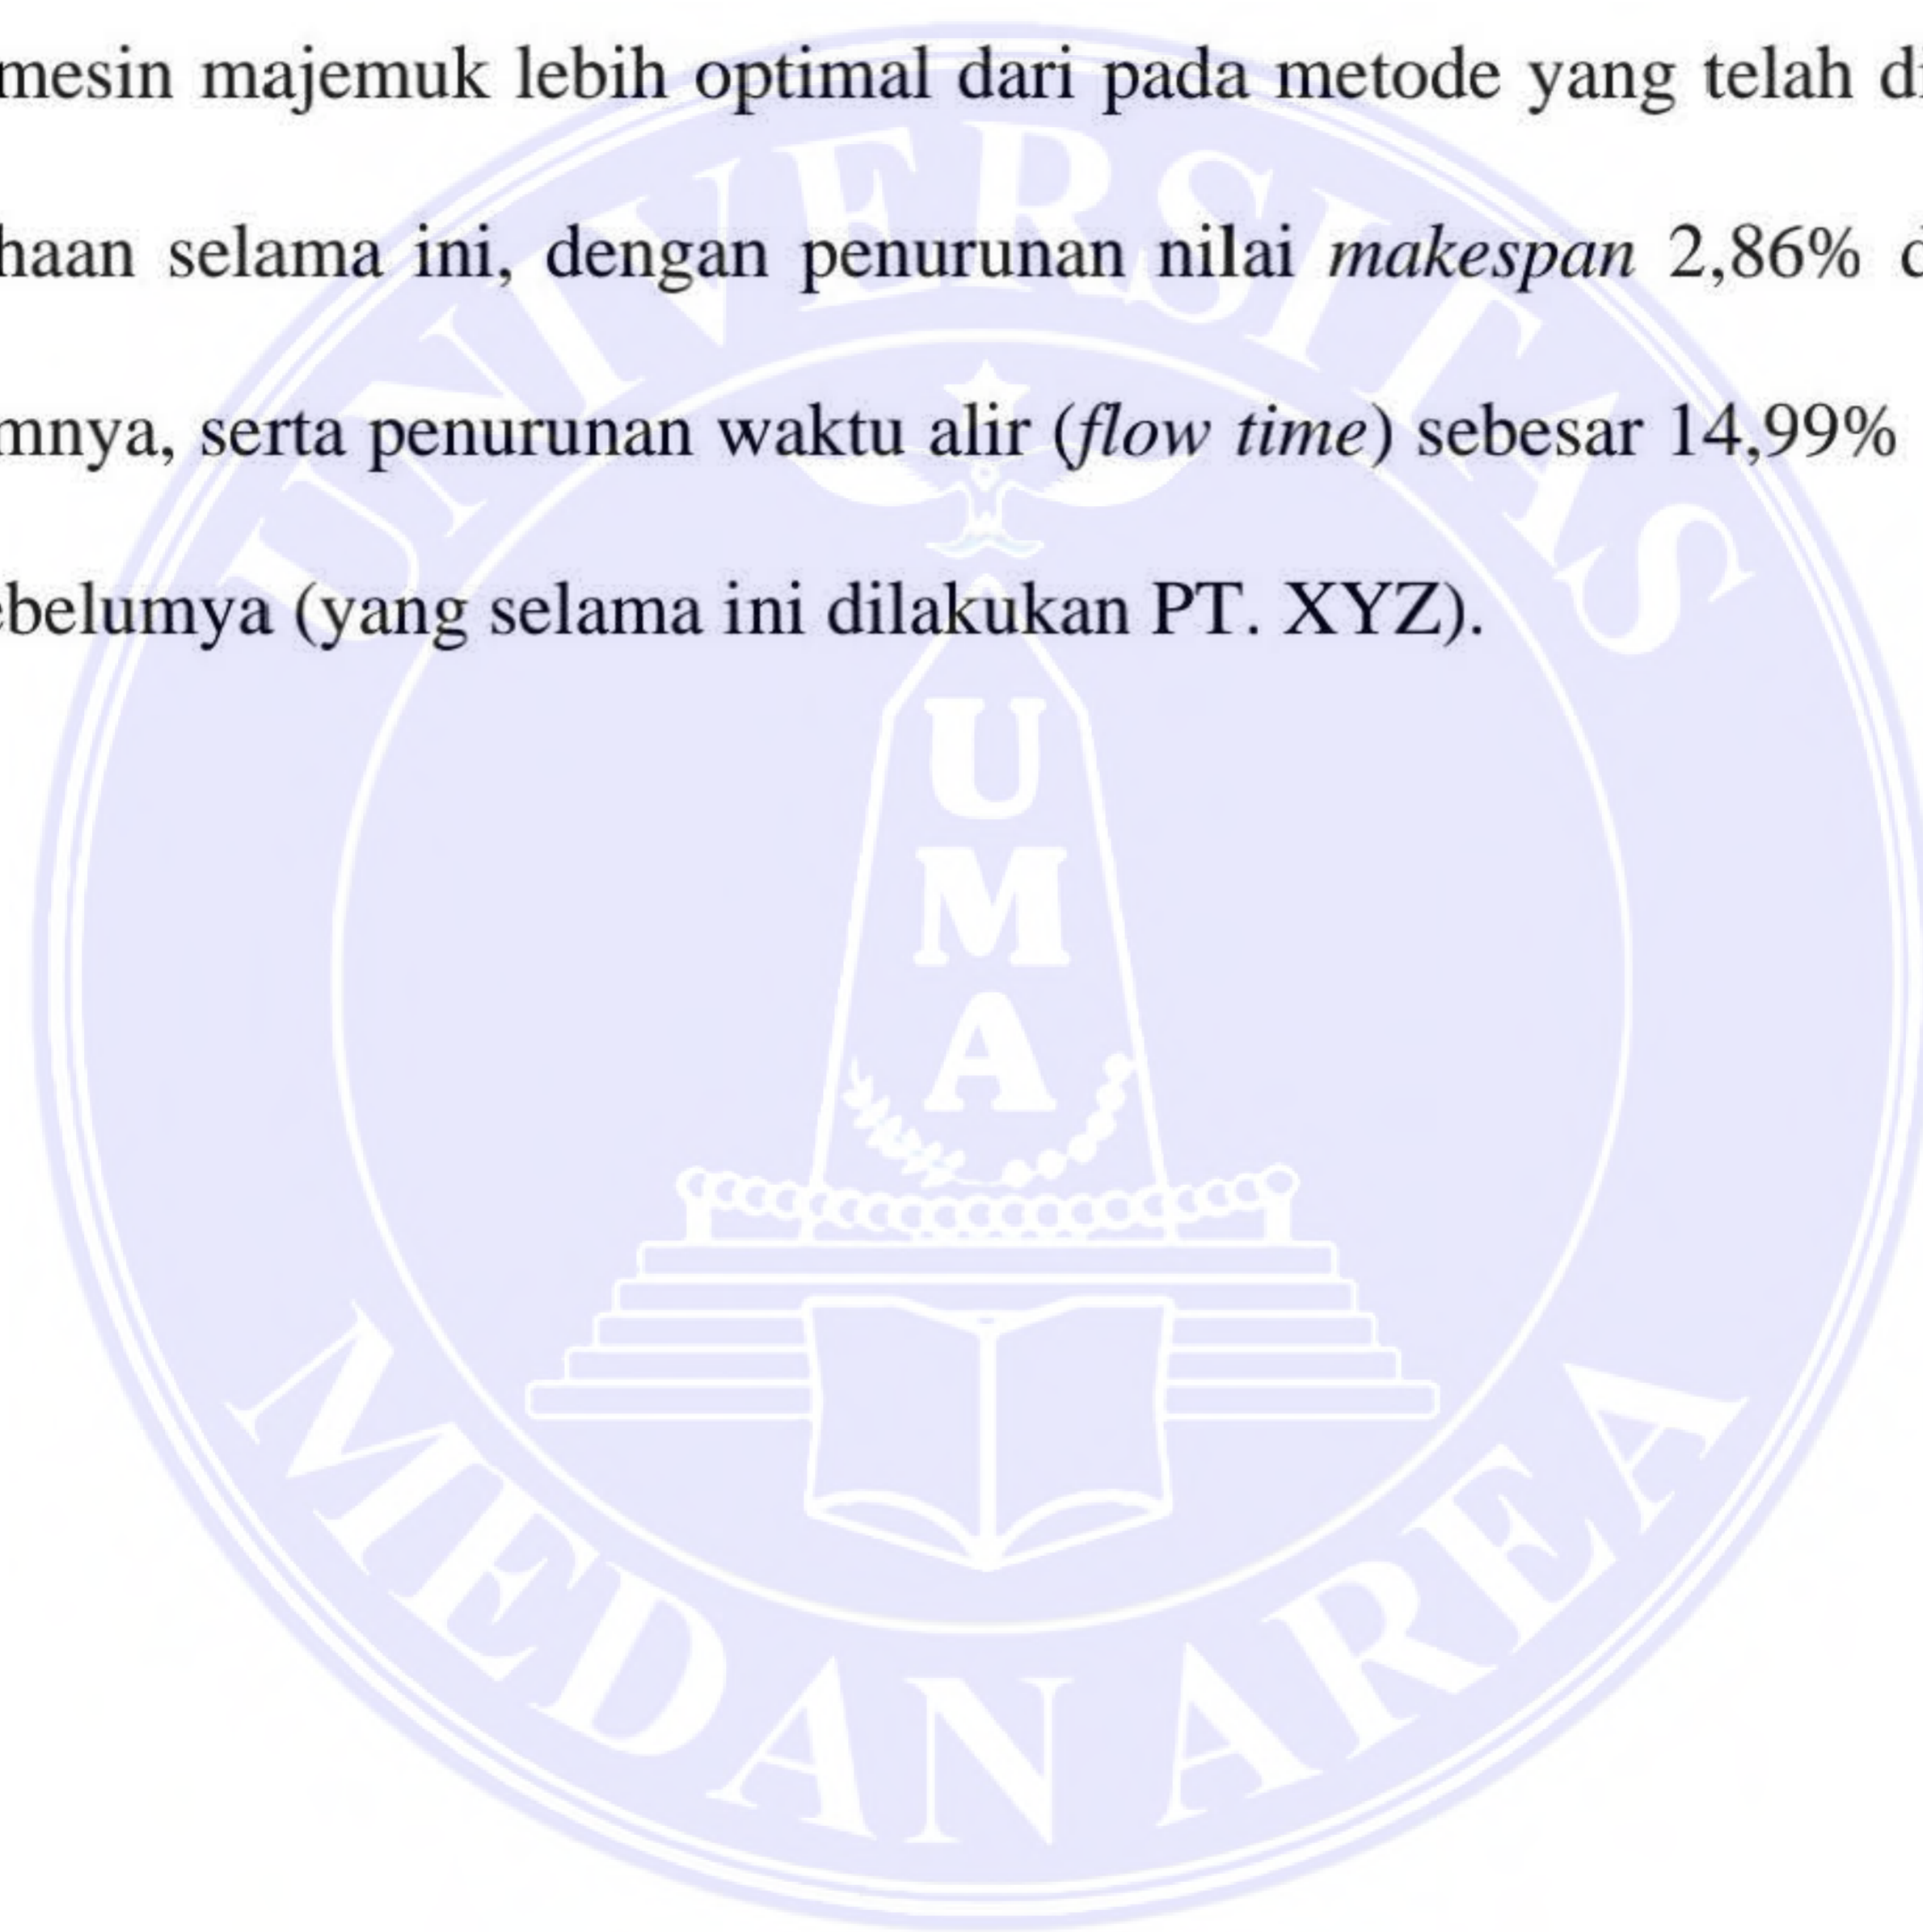 mesin majemuk lebih optimal dari pada metode yang telah
haan selama ini, dengan penurunan nilai makespan 2,86%
mnya, serta penurunan waktu alir (flow time) sebesar 14,99%
ebelumya (yang selama ini dilakukan PT. XYZ).
UNIVERSITAS
U
M
A
MEDAN AREA